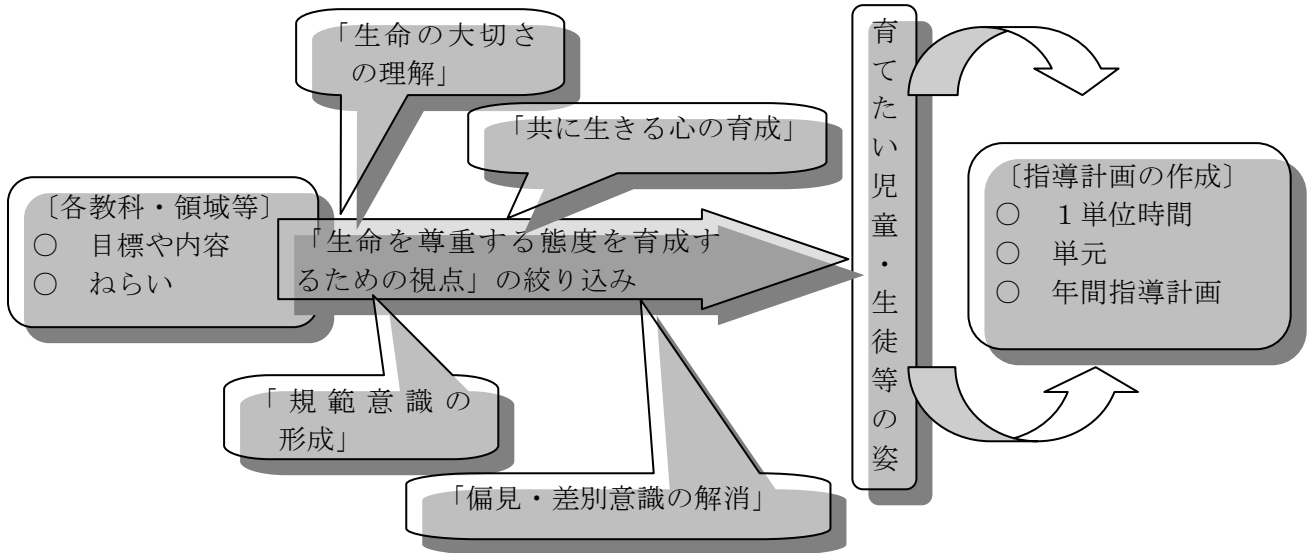 「生命の大切さ
の理解」
「共に生きる心の育成」
〔各教科・領域等〕
○ 目標や内容
○ ねらい
「生命を尊重する態度を育成す
るための視点」の絞り込み
「規範意識の
形成」
「偏見・差別意識の解消」
育てたい児童・生徒等の姿
〔指導計画の作成〕
○ 1単位時間
○ 単元
○ 年間指導計画